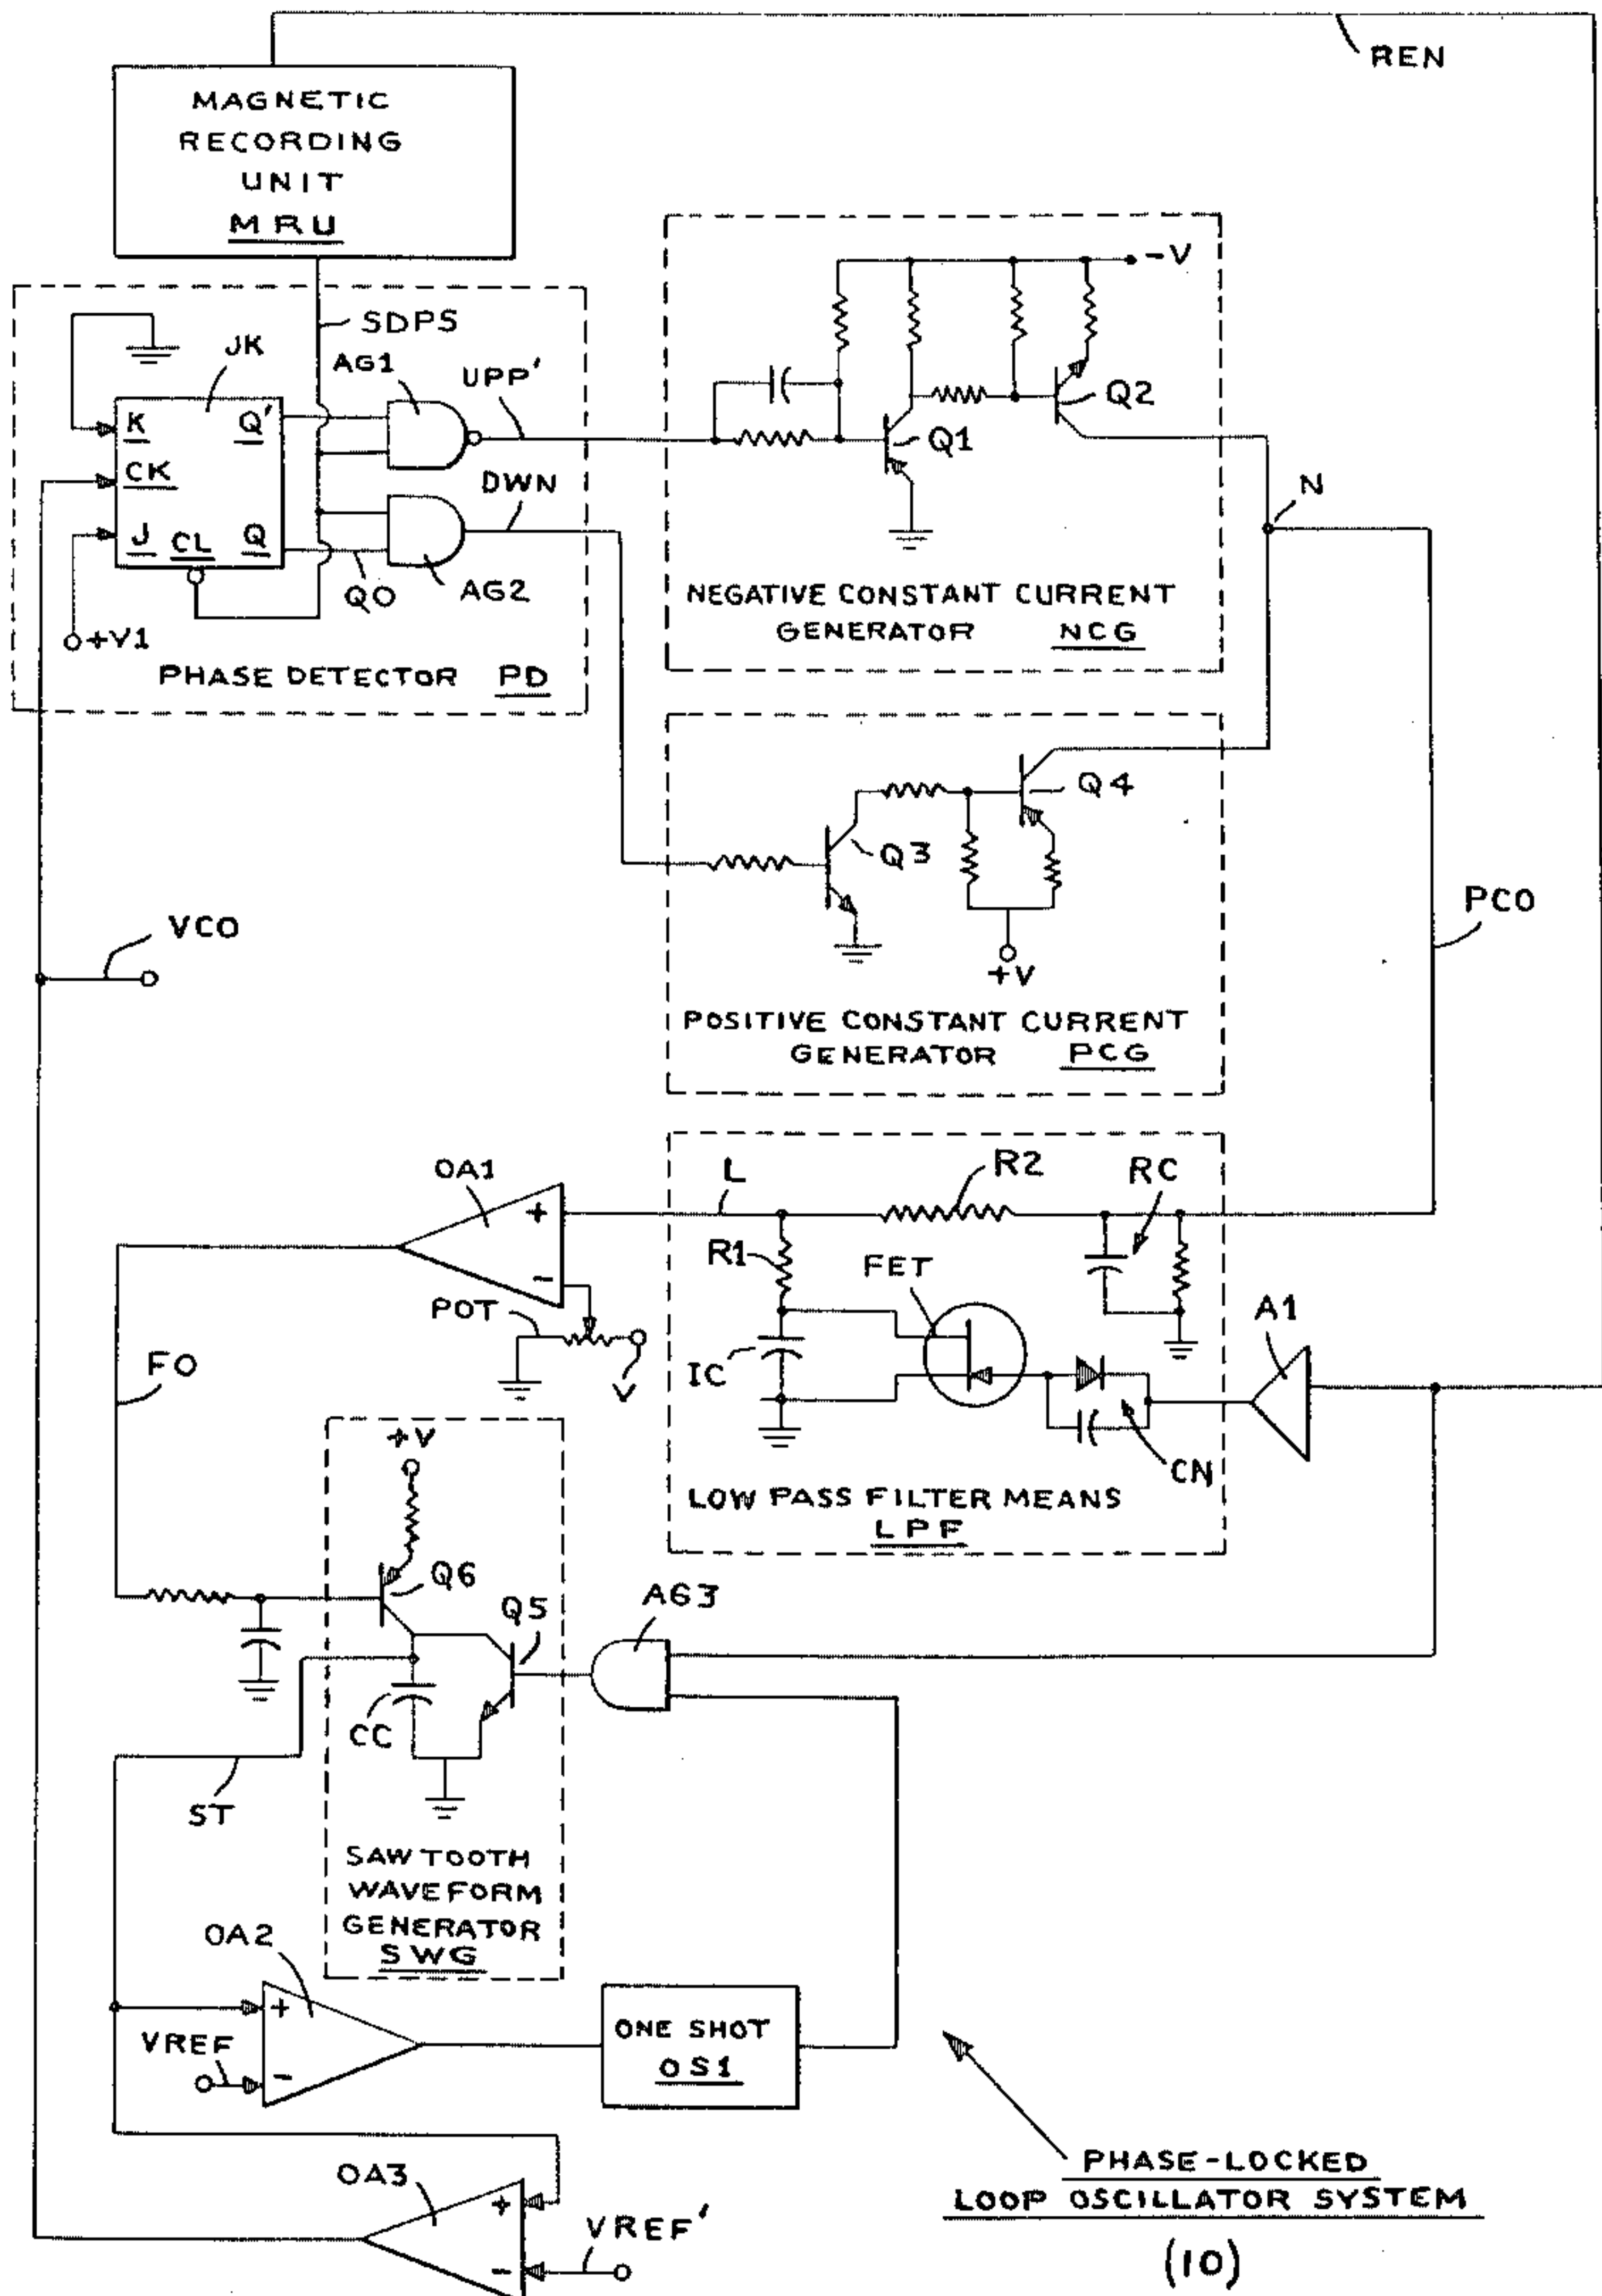 REN
MAGNETIC
RECORDING
UNIT
MRU
SDPS
JK
AG1
UPP'
K
Q'
CK
J
CL
Q
DWN
QO
AG2
+V1
PHASE DETECTOR PD
-V
Q1
Q2
N
NEGATIVE CONSTANT CURRENT
GENERATOR NCG
Q3
Q4
+V
PCO
POSITIVE CONSTANT CURRENT
GENERATOR PCG
VCO
OA1
+
-
L
R2
RC
R1
FET
A1
POT
V
IC
CN
FO
LOW PASS FILTER MEANS
LPF
+V
Q6
Q5
AG3
CC
ST
SAW TOOTH
WAVEFORM
GENERATOR
SWG
OA2
+
VREF
-
ONE SHOT
OS1
OA3
+
-
VREF'
PHASE-LOCKED
LOOP OSCILLATOR SYSTEM
(10)